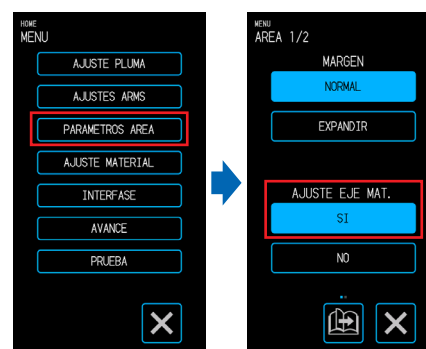 HOME
MENU
AJUSTE PLUMA
AJUSTES ARMS
PARAMETROS AREA
AJUSTE MATERIAL
INTERFASE
AVANCE
PRUEBA
MENU
AREA 1/2
MARGEN
NORMAL
EXPANDIR
AJUSTE EJE MAT.
SI
NO